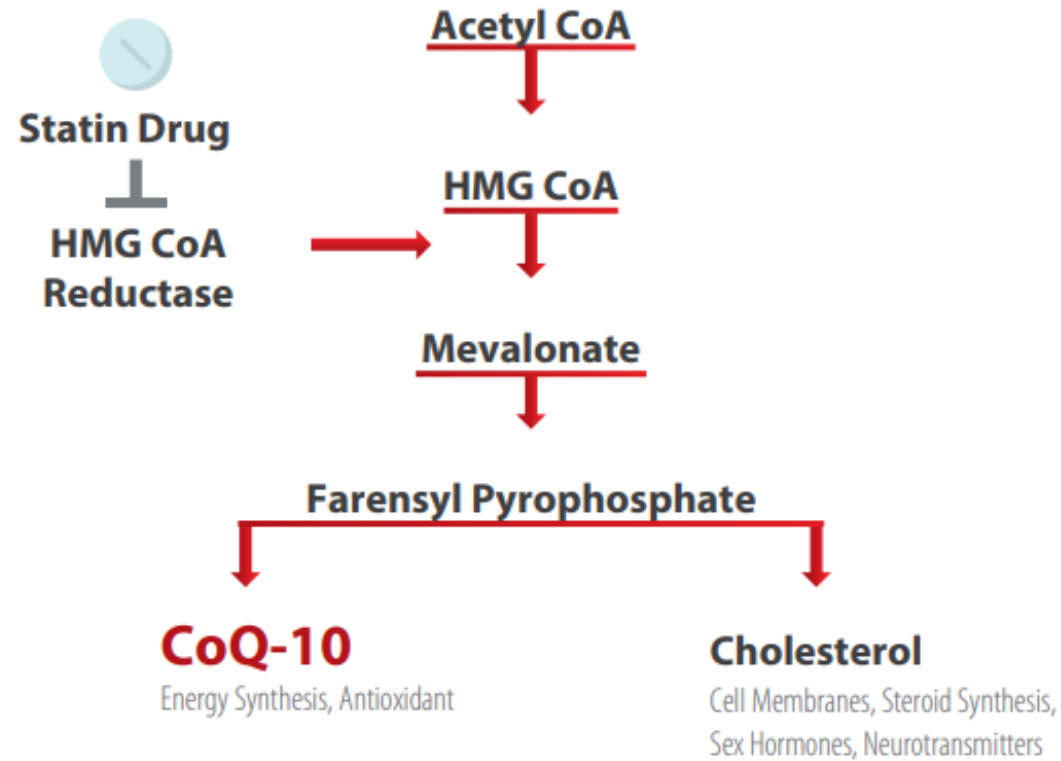 Acetyl CoA
Statin Drug
HMG CoA
HMG CoA
Reductase
Mevalonate
Farensyl Pyrophosphate
CoQ-10
Energy Synthesis, Antioxidant
Cholesterol
Cell Membranes, Steroid Synthesis,
Sex Hormones, Neurotransmitters